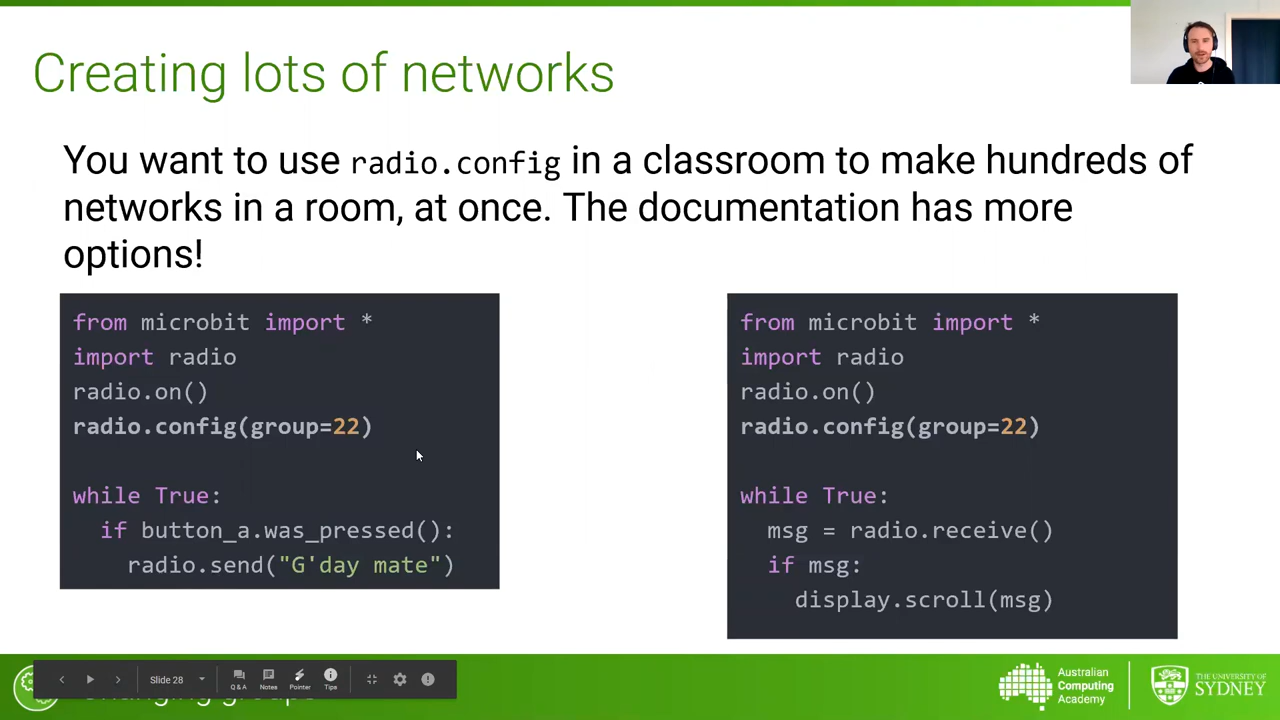 Creating lots of networks
You want to use radio.config in a classroom to make hundreds of
networks in a room, at once. The documentation has more
options!
from microbit import *
import radio
radio.on()
radio.config(group=22)
while True:
if button_a.was_pressed():
radio.send("G'day mate")
from microbit import *
import radio
radio.on()
radio.config(group=22)
while True:
msg = radio.receive()
if msg:
display.scroll(msg)
Slide 28
Q & A
Notes
Pointer
Tips
Australian
Computing
Academy
THE UNIVERSITY OF
SYDNEY